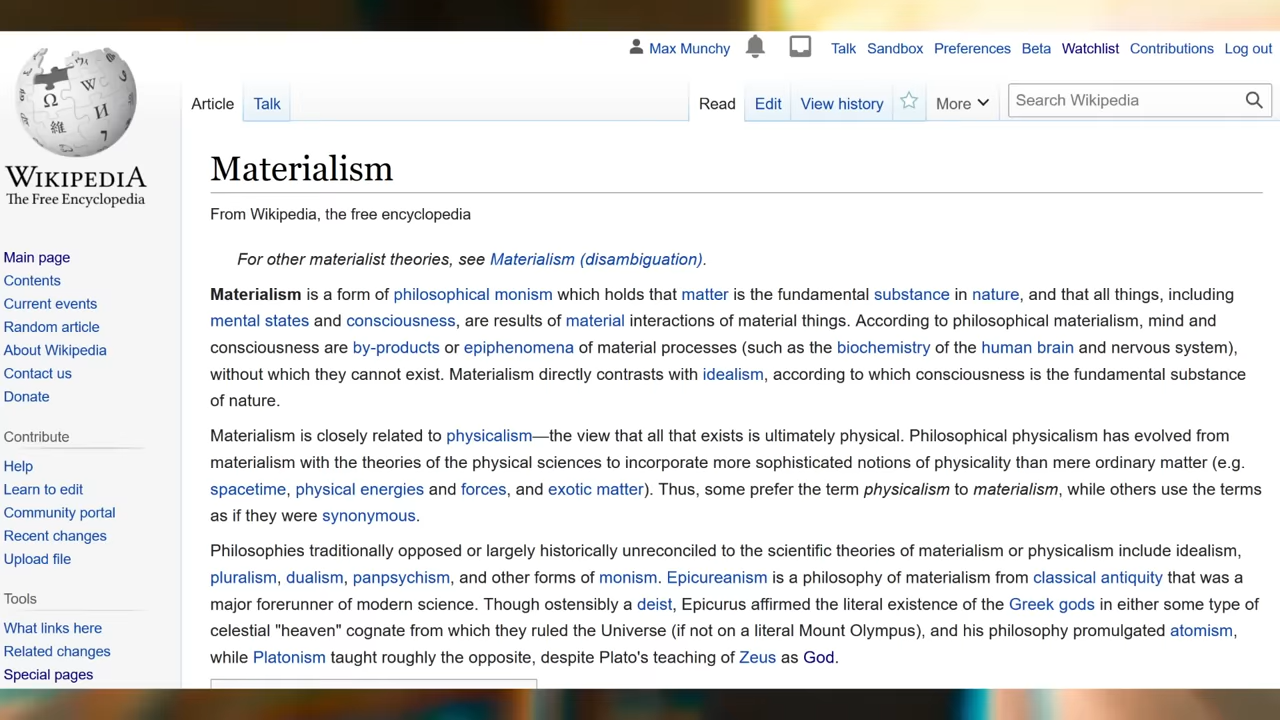 Max Munchy Talk Sandbox Preferences Beta Watchlist Contributions Log out
Article Talk Read Edit View history More Search Wikipedia
WIKIPEDIA
The Free Encyclopedia
Main page
Contents
Current events
Random article
About Wikipedia
Contact us
Donate
Contribute
Help
Learn to edit
Community portal
Recent changes
Upload file
Tools
What links here
Related changes
Special pages
Materialism
From Wikipedia, the free encyclopedia
For other materialist theories, see Materialism (disambiguation).
Materialism is a form of philosophical monism which holds that matter is the fundamental substance in nature, and that all things, including
mental states and consciousness, are results of material interactions of material things. According to philosophical materialism, mind and
consciousness are by-products or epiphenomena of material processes (such as the biochemistry of the human brain and nervous system),
without which they cannot exist. Materialism directly contrasts with idealism, according to which consciousness is the fundamental substance
of nature.
Materialism is closely related to physicalism—the view that all that exists is ultimately physical. Philosophical physicalism has evolved from
materialism with the theories of the physical sciences to incorporate more sophisticated notions of physicality than mere ordinary matter (e.g.
spacetime, physical energies and forces, and exotic matter). Thus, some prefer the term physicalism to materialism, while others use the terms
as if they were synonymous.
Philosophies traditionally opposed or largely historically unreconciled to the scientific theories of materialism or physicalism include idealism,
pluralism, dualism, panpsychism, and other forms of monism. Epicureanism is a philosophy of materialism from classical antiquity that was a
major forerunner of modern science. Though ostensibly a deist, Epicurus affirmed the literal existence of the Greek gods in either some type of
celestial "heaven" cognate from which they ruled the Universe (if not on a literal Mount Olympus), and his philosophy promulgated atomism,
while Platonism taught roughly the opposite, despite Plato's teaching of Zeus as God.